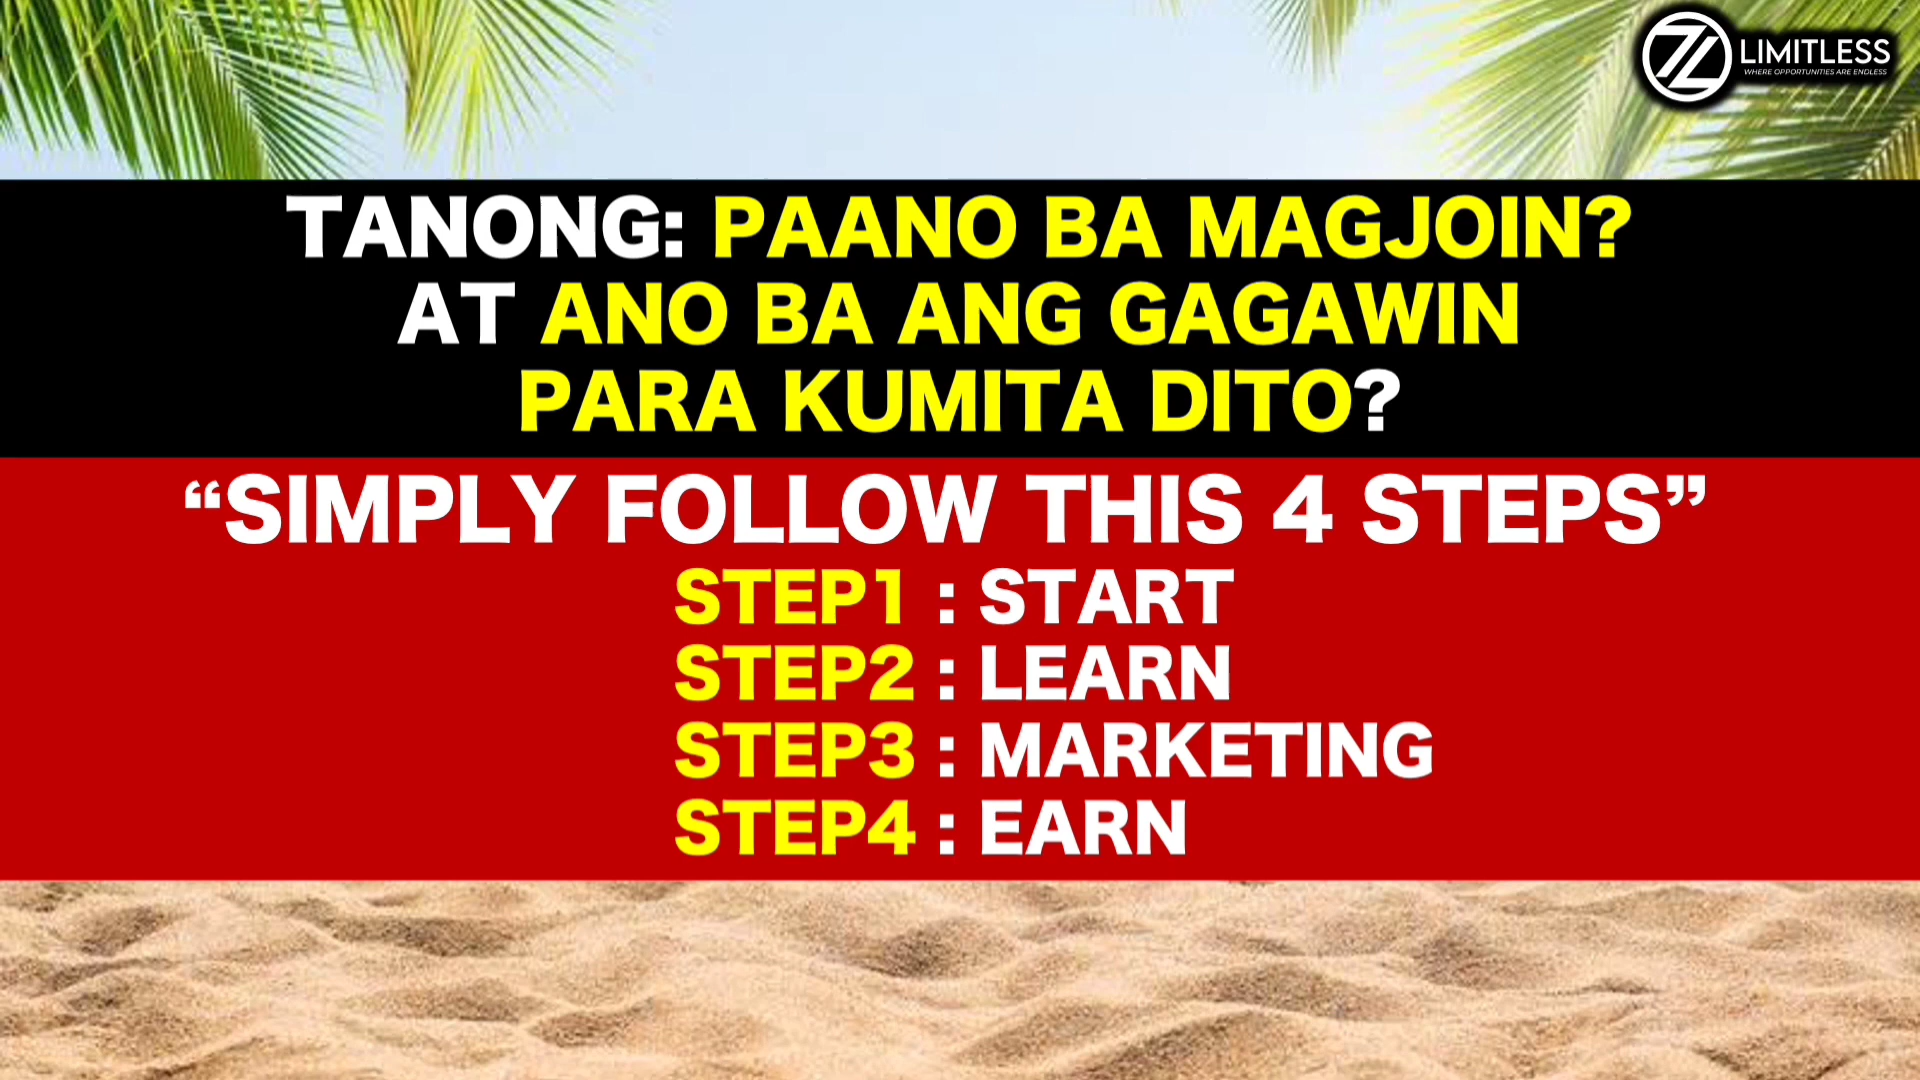 LIMITLESS
WHERE OPPORTUNITIES ARE ENDLESS
TANONG: PAANO BA MAGJOIN?
AT ANO BA ANG GAGAWIN
PARA KUMITA DITO?
“SIMPLY FOLLOW THIS 4 STEPS”
STEP1 : START
STEP2 : LEARN
STEP3 : MARKETING
STEP4 : EARN